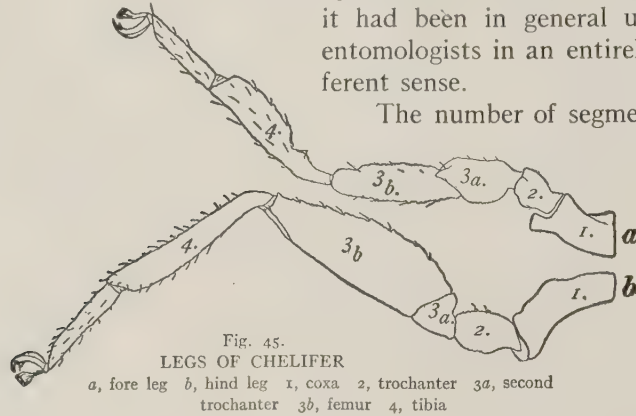 it had been in general u
entomologists in an entirel
ferent sense.
The number of segme
4.
3b.
3a.
2.
1.
a
4.
3b
3a.
2.
1.
b
Fig. 45.
LEGS OF CHELIFER
a, fore leg b, hind leg 1, coxa 2, trochanter 3a, second
trochanter 3b, femur 4, tibia